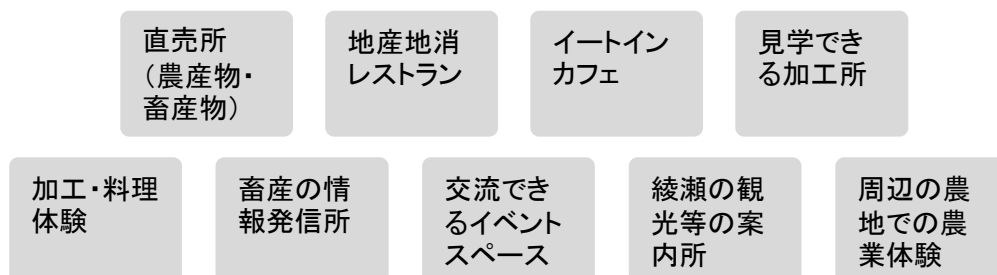 直売所
（農産物・
畜産物）
地産地消
レストラン
イートイン
カフェ
見学でき
る加工所
加工・料理
体験
畜産の情
報発信所
交流でき
るイベント
スペース
綾瀬の観
光等の案
内所
周辺の農
地での農
業体験